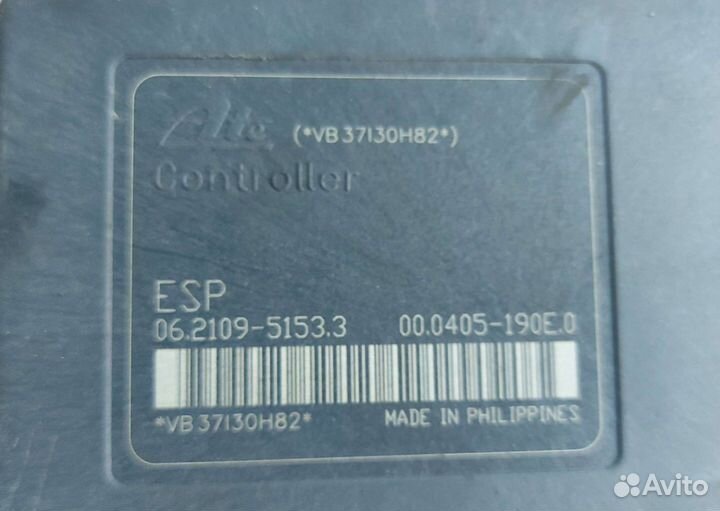 Ate (*VB37130H82*)
Controller
ESP
06.2109-5153.3 00.0405-190E.0
*VB37130H82* MADE IN PHILIPPINES
Avito